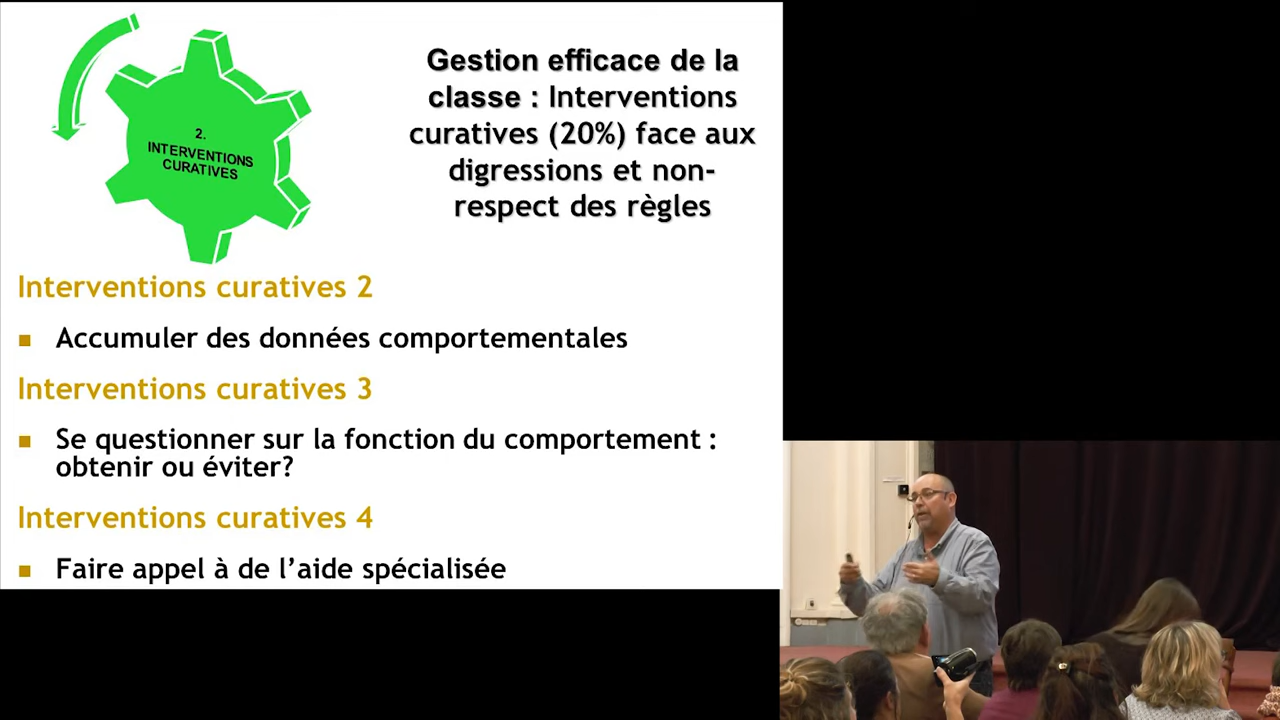 2.
INTERVENTIONS
CURATIVES
Gestion efficace de la
classe : Interventions
curatives (20%) face aux
digressions et non-
respect des règles
Interventions curatives 2
Accumuler des données comportementales
Interventions curatives 3
Se questionner sur la fonction du comportement :
obtenir ou éviter?
Interventions curatives 4
Faire appel à de l’aide spécialisée